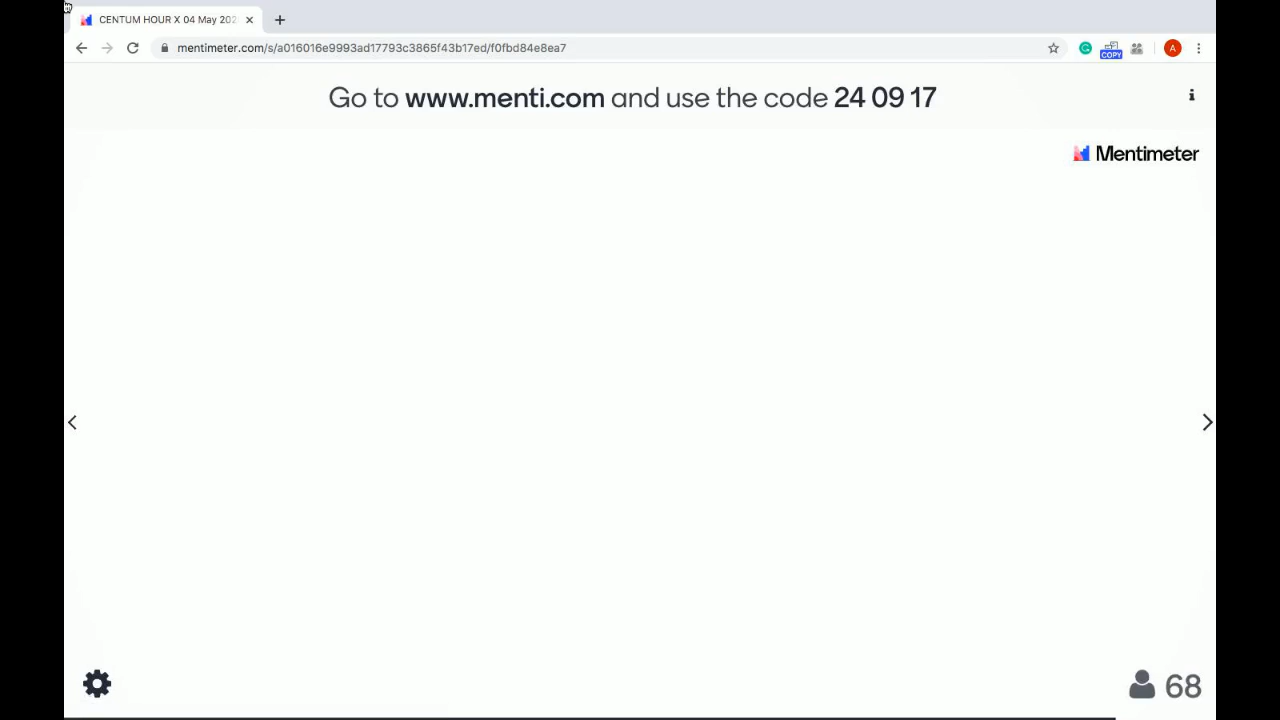 CENTUM HOUR X 04 May 202
mentimeter.com/s/a016016e9993ad17793c3865f43b17ed/f0fbd84e8ea7
COPY
A
Go to www.menti.com and use the code 24 09 17
Mentimeter
68